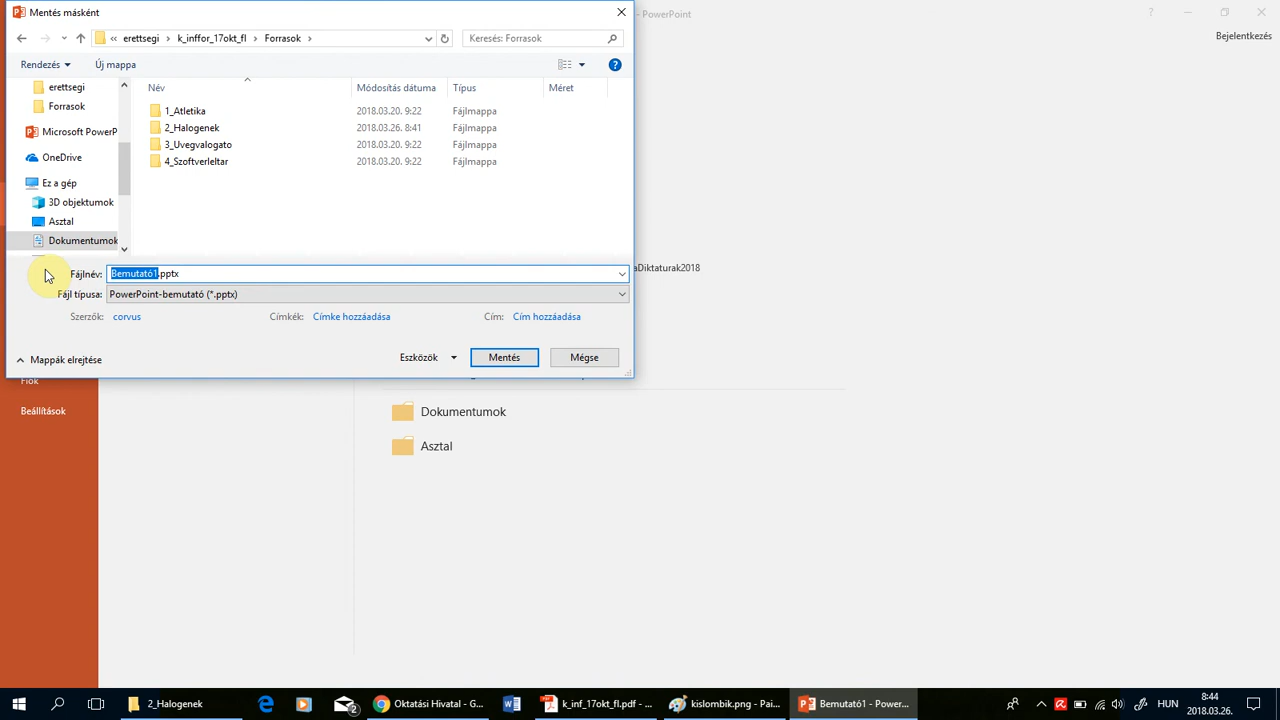 Mentés másként
- PowerPoint
Bejelentkezés
« erettsegi > k_inffor_17okt_fl > Forrasok >
Keresés: Forrasok
Rendezés
Új mappa
Név
Módosítás dátuma
Típus
Méret
erettsegi
Forrasok
Microsoft PowerP
OneDrive
Ez a gép
3D objektumok
Asztal
Dokumentumok
1_Atletika 2018.03.20. 9:22 Fájlmappa
2_Halogenek 2018.03.26. 8:41 Fájlmappa
3_Uvegvalogato 2018.03.20. 9:22 Fájlmappa
4_Szoftverleltar 2018.03.20. 9:22 Fájlmappa
aDiktaturak2018
Fájlnév: Bemutató1.pptx
Fájl típusa: PowerPoint-bemutató (*.pptx)
Szerzők: corvus
Címkék: Címke hozzáadása
Cím: Cím hozzáadása
Mappák elrejtése
Eszközök
Mentés
Mégse
Fiók
Beállítások
Dokumentumok
Asztal
2_Halogenek
2
Oktatási Hivatal - G...
k_inf_17okt_fl.pdf - ...
kislombik.png - Pai...
Bemutató1 - Power...
HUN
8:44
2018.03.26.